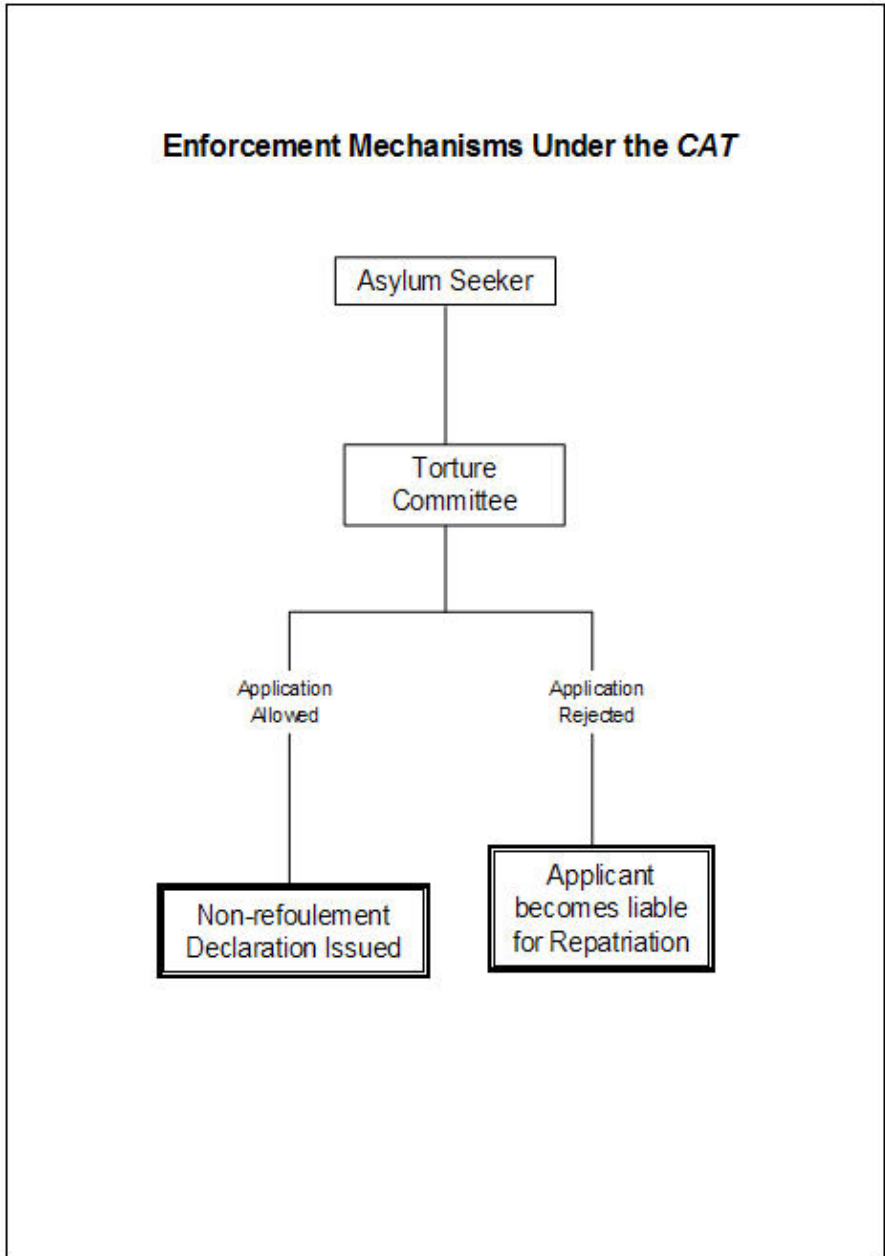 Enforcement Mechanisms Under the CAT
Asylum Seeker
Torture
Committee
Application
Allowed
Application
Rejected
Non-refoulement
Declaration Issued
Applicant
becomes liable
for Repatriation